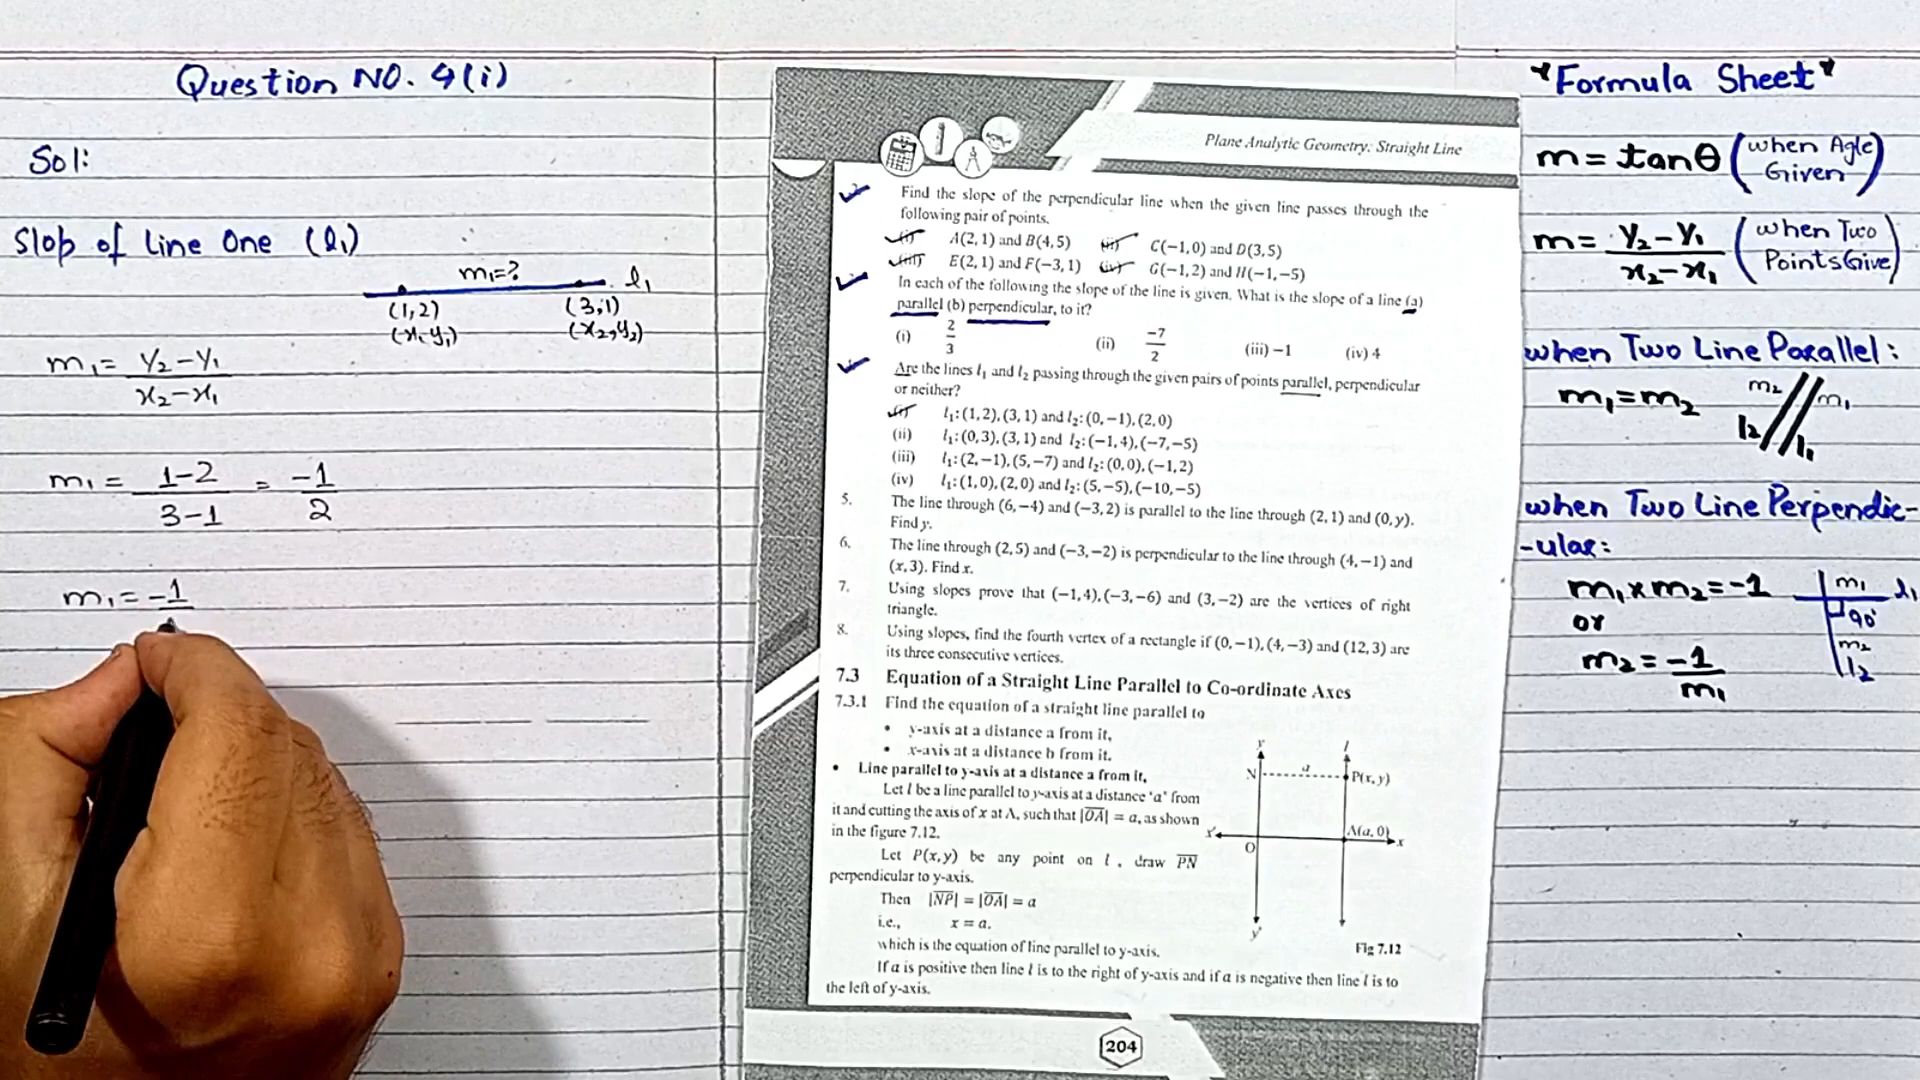 Question NO. 4(i)
Sol:
Slop of Line One (l₁)
m₁=?
l₁
(1,2) (3,1)
(x₁,y₁) (x₂,y₂)
m₁ = y₂-y₁ / x₂-x₁
m₁ = 1-2 / 3-1 = -1 / 2
m₁ = -1
Plane Analytic Geometry: Straight Line
Find the slope of the perpendicular line when the given line passes through the
following pair of points.
(i) A(2,1) and B(4,5) (ii) C(−1,0) and D(3,5)
(iii) E(2,1) and F(−3,1) (iv) G(−1,2) and H(−1,−5)
In each of the following the slope of the line is given. What is the slope of a line (a)
parallel (b) perpendicular, to it?
(i) 2/3 (ii) −7/2 (iii) −1 (iv) 4
Are the lines l₁ and l₂ passing through the given pairs of points parallel, perpendicular
or neither?
(i) l₁: (1,2), (3,1) and l₂: (0,−1), (2,0)
(ii) l₁: (0,3), (3,1) and l₂: (−1,4), (−7,−5)
(iii) l₁: (2,−1), (5,−7) and l₂: (0,0), (−1,2)
(iv) l₁: (1,0), (2,0) and l₂: (5,−5), (−10,−5)
5. The line through (6,−4) and (−3,2) is parallel to the line through (2,1) and (0,y).
Find y.
6. The line through (2,5) and (−3,−2) is perpendicular to the line through (4,−1) and
(x,3). Find x.
7. Using slopes prove that (−1,4), (−3,−6) and (3,−2) are the vertices of right
triangle.
8. Using slopes, find the fourth vertex of a rectangle if (0,−1), (4,−3) and (12,3) are
its three consecutive vertices.
7.3 Equation of a Straight Line Parallel to Co-ordinate Axes
7.3.1 Find the equation of a straight line parallel to
• y-axis at a distance a from it,
• x-axis at a distance b from it.
• Line parallel to y-axis at a distance a from it,
Let l be a line parallel to y-axis at a distance 'a' from
it and cutting the axis of x at A, such that |OA| = a, as shown
in the figure 7.12.
Let P(x,y) be any point on l, draw PN
perpendicular to y-axis.
Then |NP| = |OA| = a
i.e., x = a.
which is the equation of line parallel to y-axis.
If a is positive then line l is to the right of y-axis and if a is negative then line l is to
the left of y-axis.
y l
N a P(x, y)
x' A(a, 0) x
O
y'
Fig 7.12
204
"Formula Sheet"
m = tanθ (when Agle Given)
m = y₂-y₁ / x₂-x₁ (when Two Points Give)
when Two Line Parallel:
m₁=m₂ m₂ m₁
l₂ l₁
when Two Line Perpendic-
-ular:
m₁ x m₂ = -1 m₁ l₁
or 90°
m₂ = -1 / m₁ m₂
l₂